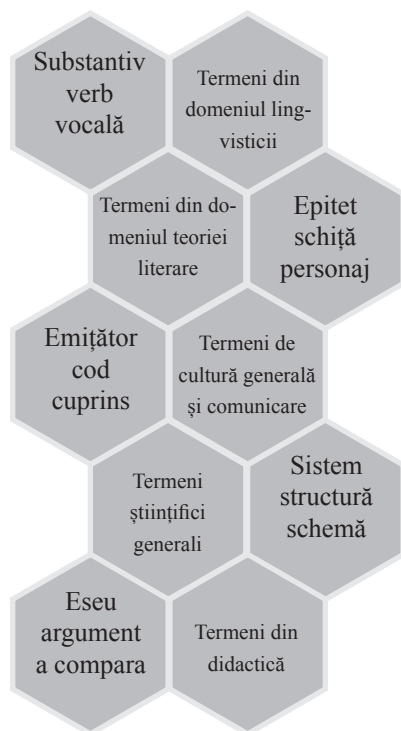 Substantiv
verb
vocală
Termeni din
domeniul ling-
visticii
Termeni din do-
meniul teoriei
literare
Epitet
schiță
personaj
Emițător
cod
cuprins
Termeni de
cultură generală
și comunicare
Termeni
științifici
generali
Sistem
structură
schemă
Eseu
argument
a compara
Termeni din
didactică